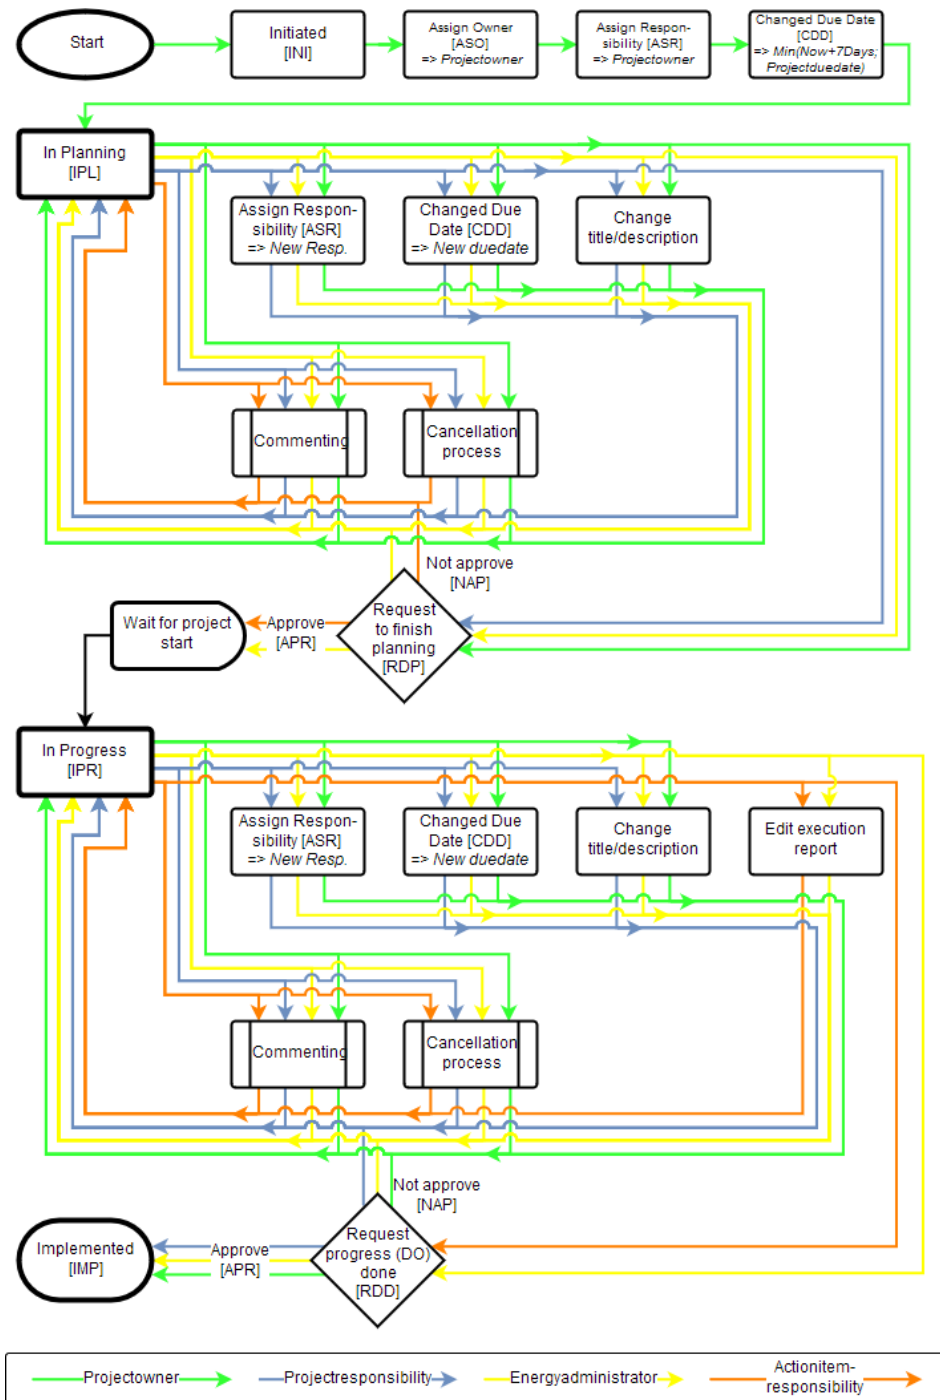 Start
Initiated
[INI]
Assign Owner
[ASO]
=> Projectowner
Assign Respon-
sibility [ASR]
=> Projectowner
Changed Due Date
[CDD]
=> Min(Now+7Days;
Projectduedate)
In Planning
[IPL]
Assign Respon-
sibility [ASR]
=> New Resp.
Changed Due
Date [CDD]
=> New duedate
Change
title/description
Commenting
Cancellation
process
Not approve
[NAP]
Wait for project
start
Approve
[APR]
Request
to finish
planning
[RDP]
In Progress
[IPR]
Assign Respon-
sibility [ASR]
=> New Resp.
Changed Due
Date [CDD]
=> New duedate
Change
title/description
Edit execution
report
Commenting
Cancellation
process
Not approve
[NAP]
Implemented
[IMP]
Approve
[APR]
Request
progress (DO)
done
[RDD]
Projectowner
Projectresponsibility
Energyadministrator
Actionitem-
responsibility